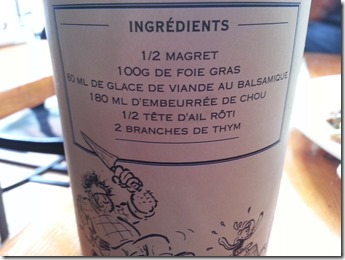 INGRÉDIENTS
1/2 MAGRET
100G DE FOIE GRAS
60 ML DE GLACE DE VIANDE AU BALSAMIQUE
180 ML D'EMBEURRÉE DE CHOU
1/2 TÊTE D'AIL RÔTI
2 BRANCHES DE THYM